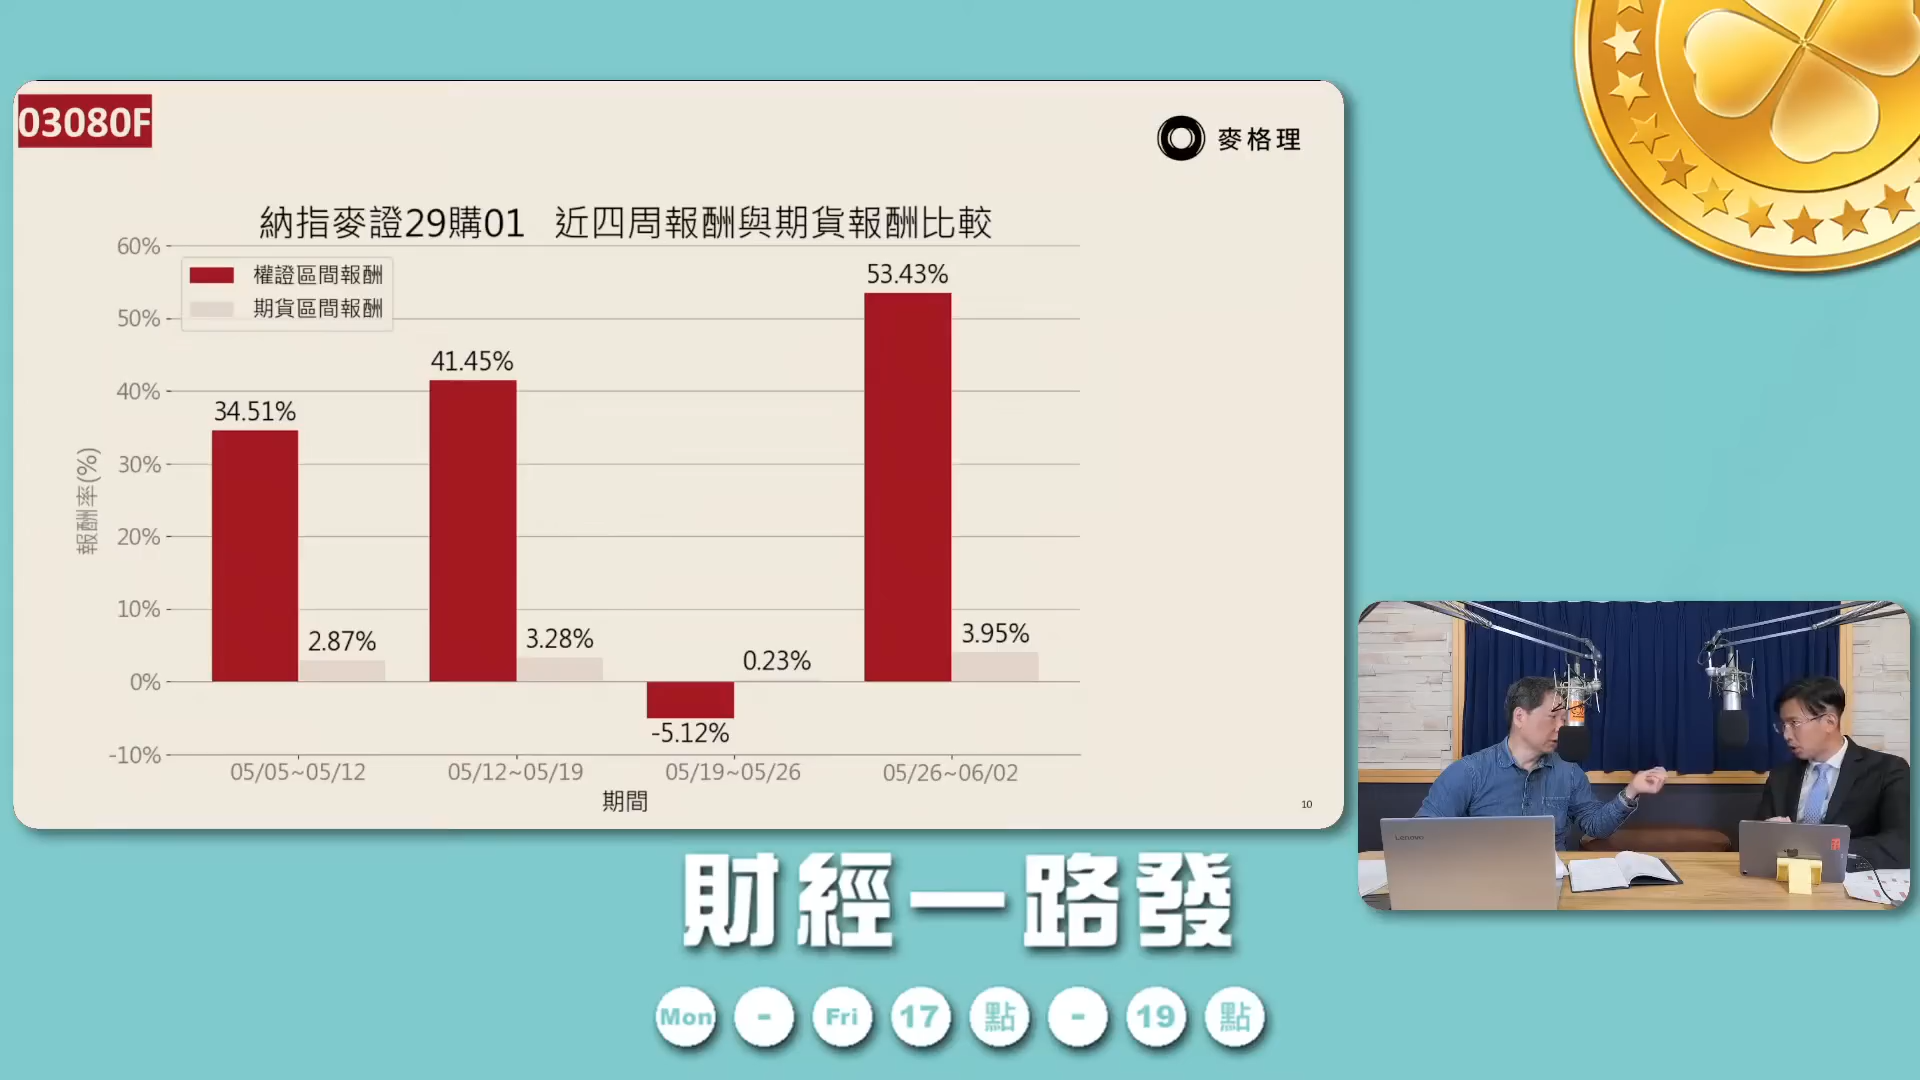 03080F
麥格理
納指麥證29購01 近四周報酬與期貨報酬比較
權證區間報酬
期貨區間報酬
報酬率(%)
60%
50%
40%
30%
20%
10%
0%
-10%
34.51%
2.87%
41.45%
3.28%
-5.12%
0.23%
53.43%
3.95%
05/05~05/12
05/12~05/19
05/19~05/26
05/26~06/02
期間
10
Lenovo
財經一路發
Mon - Fri 17 點 - 19 點